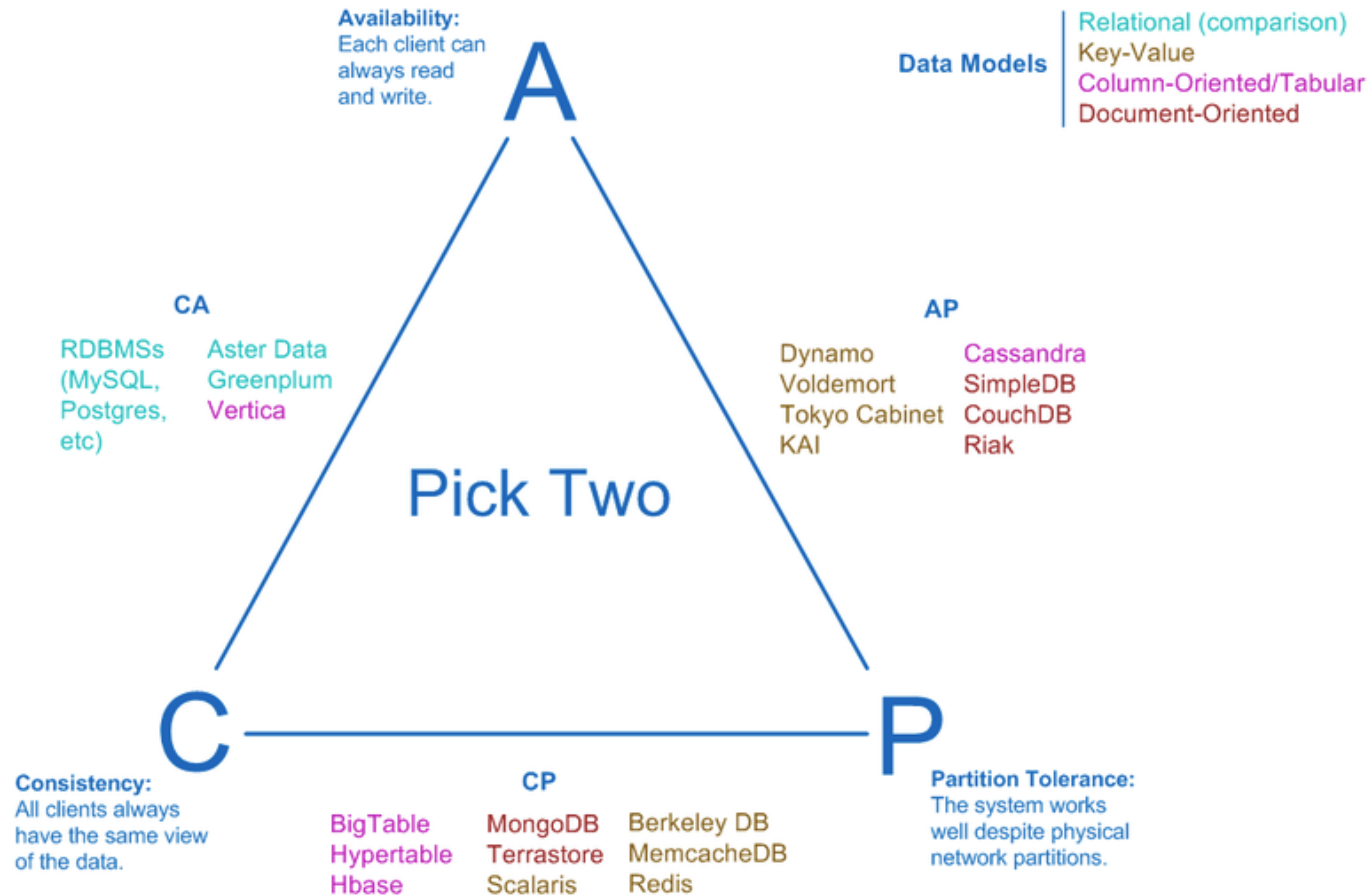 Availability:
Each client can
always read
and write.
A
Data Models
Relational (comparison)
Key-Value
Column-Oriented/Tabular
Document-Oriented
CA
RDBMSs
(MySQL,
Postgres,
etc)
Aster Data
Greenplum
Vertica
AP
Dynamo
Voldemort
Tokyo Cabinet
KAI
Cassandra
SimpleDB
CouchDB
Riak
Pick Two
C
Consistency:
All clients always
have the same view
of the data.
CP
BigTable
Hypertable
Hbase
MongoDB
Terrastore
Scalaris
Berkeley DB
MemcacheDB
Redis
P
Partition Tolerance:
The system works
well despite physical
network partitions.